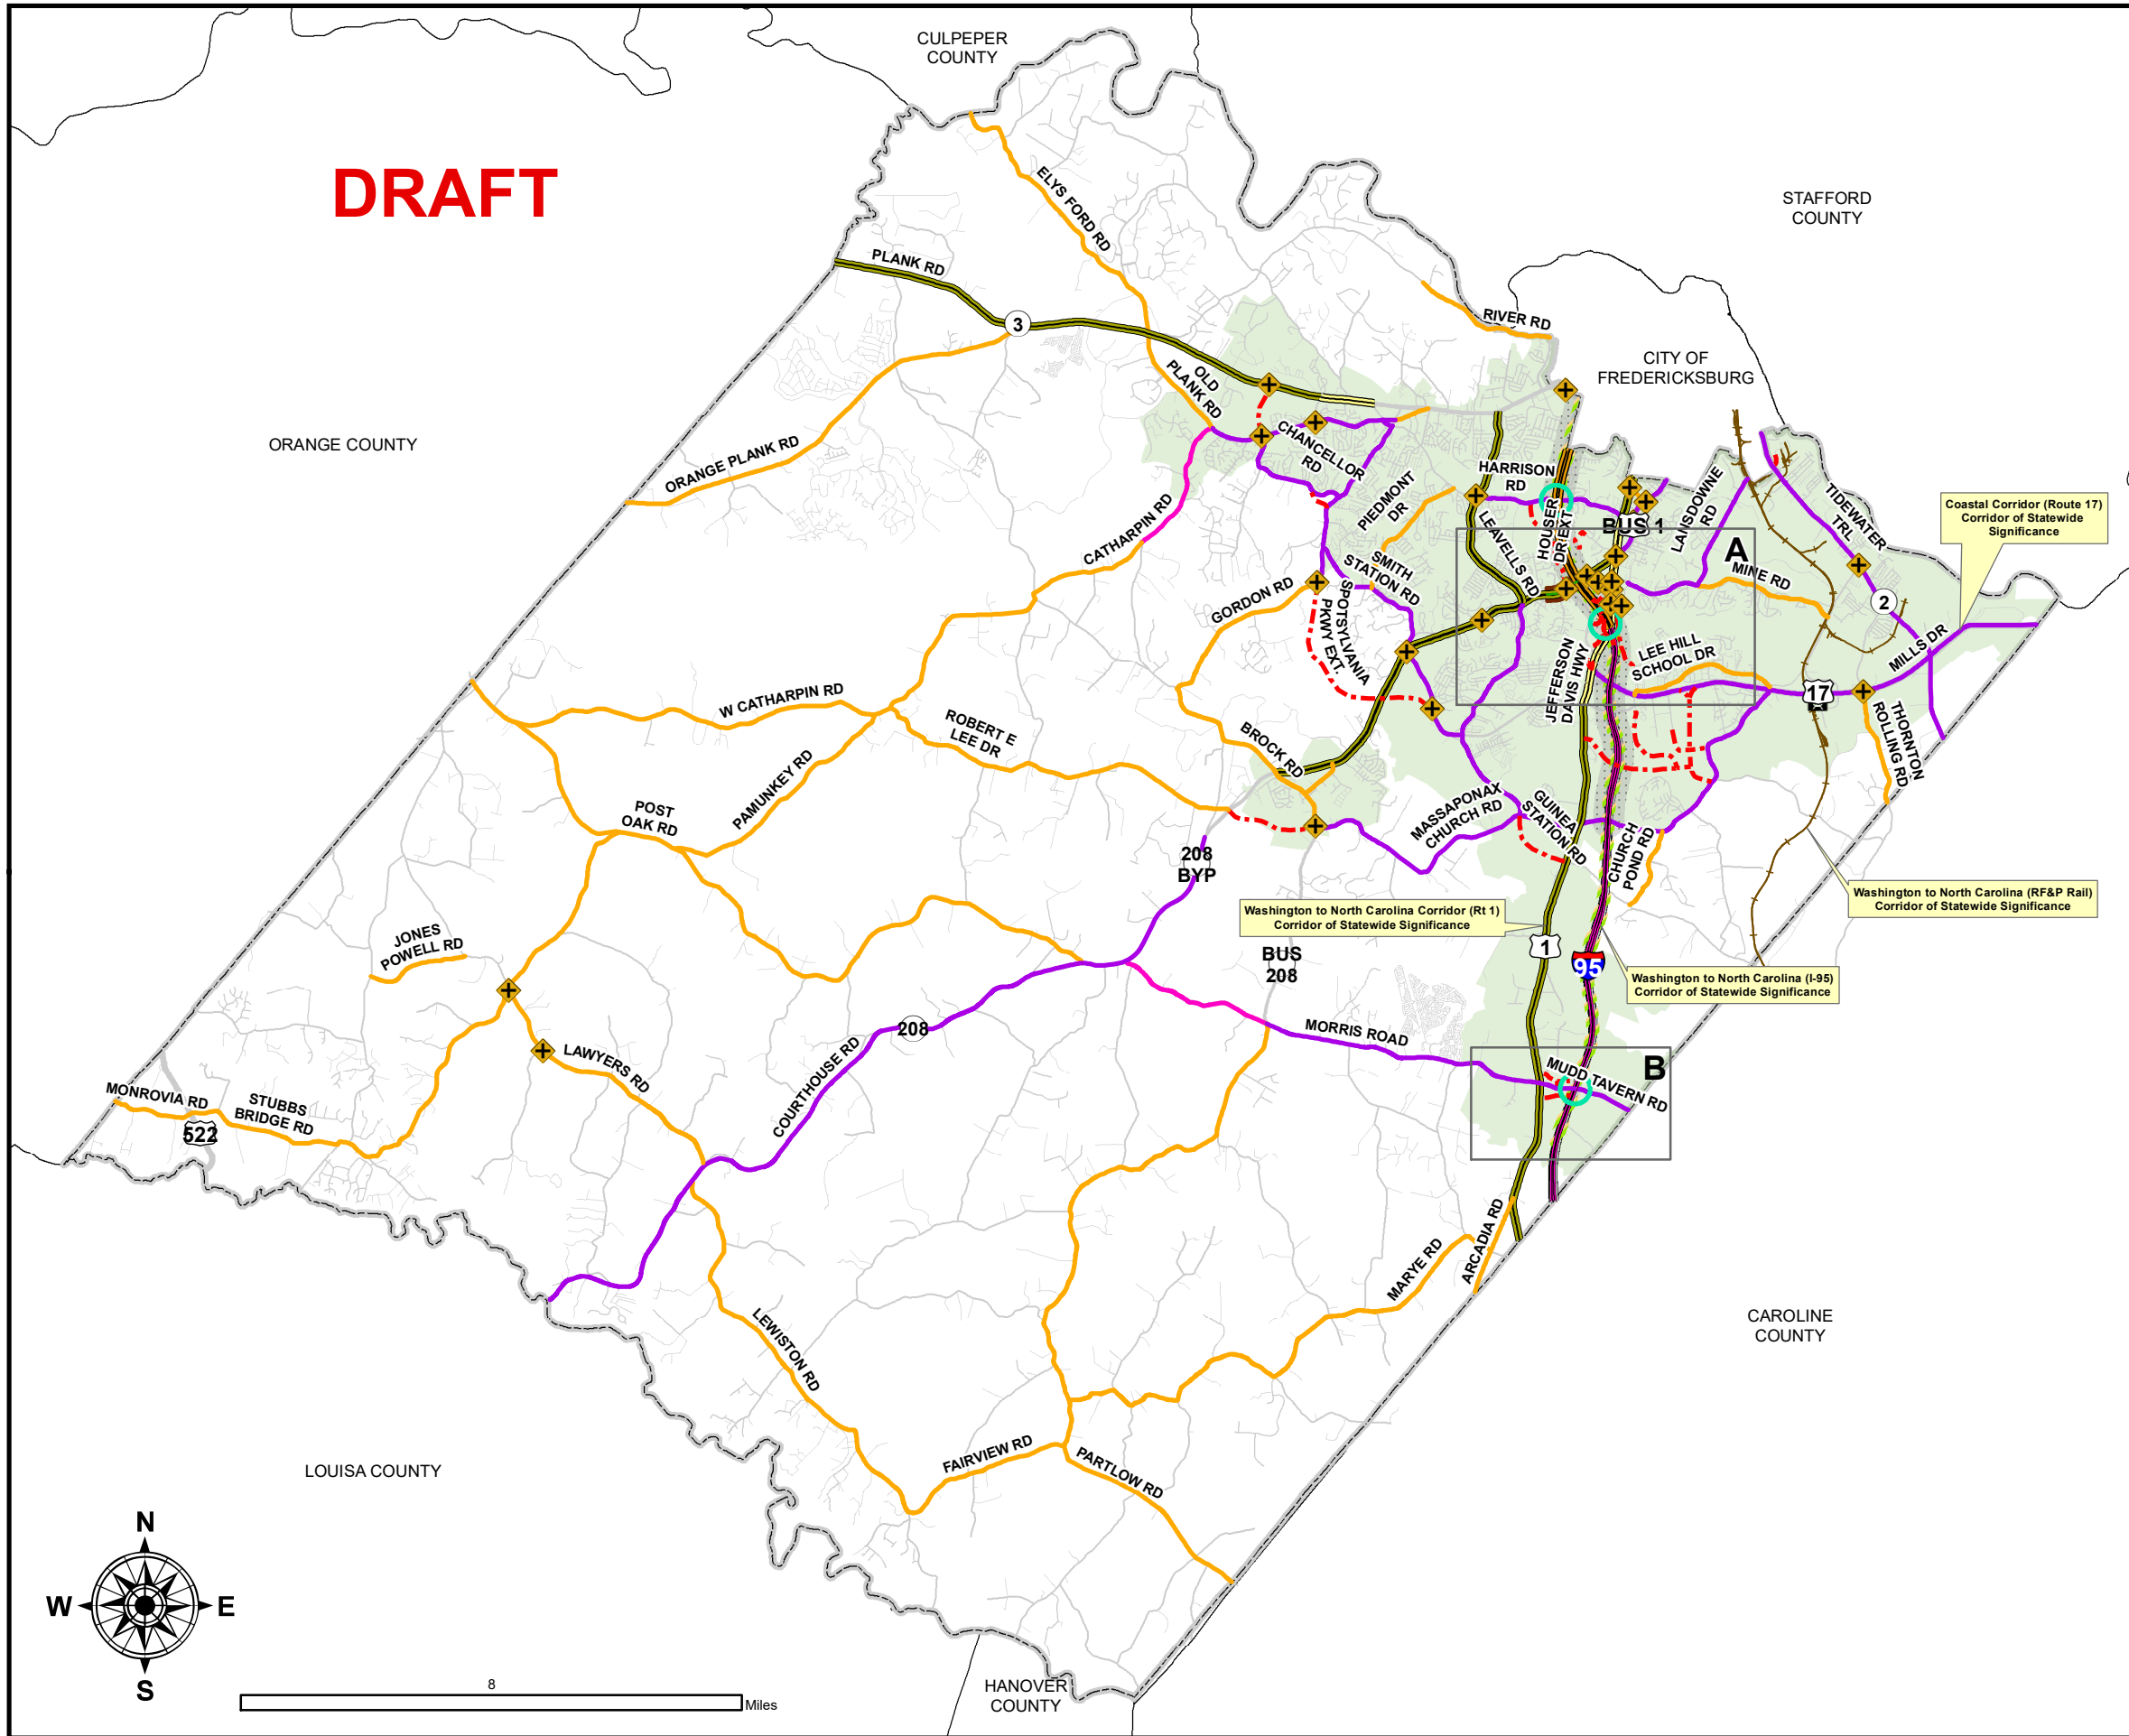 CULPEPER
COUNTY
DRAFT
STAFFORD
COUNTY
ELYS FORD RD
PLANK RD
3
RIVER RD
CITY OF
FREDERICKSBURG
OLD
PLANK RD
ORANGE COUNTY
ORANGE PLANK RD
CHANCELLOR
RD
HARRISON
RD
PIEDMONT
DR
LANSDOWNE
RD
TIDEWATER
TRL
Coastal Corridor (Route 17)
Corridor of Statewide
Significance
CATHARPIN RD
LEAVELLS RD
HOUSER
DR EXT
BUS 1
A
MINE RD
2
SMITH
STATION RD
GORDON RD
SPOTSYLVANIA
PKWY EXT.
JEFFERSON
DAVIS HWY
LEE HILL
SCHOOL DR
MILLS DR
17
THORNTON
ROLLING RD
W CATHARPIN RD
ROBERT E
LEE DR
BROCK RD
PAMUNKEY RD
POST
OAK RD
MASSAPONAX
CHURCH RD
GUINEA
STATION RD
CHURCH
POND RD
208
BYP
Washington to North Carolina (RF&P Rail)
Corridor of Statewide Significance
Washington to North Carolina Corridor (Rt 1)
Corridor of Statewide Significance
JONES
POWELL RD
BUS
208
1
95
Washington to North Carolina (I-95)
Corridor of Statewide Significance
208
MORRIS ROAD
COURTHOUSE RD
LAWYERS RD
MUDD TAVERN RD
B
MONROVIA RD
STUBBS
BRIDGE RD
522
MARYE RD
ARCADIA RD
CAROLINE
COUNTY
LEWISTON RD
FAIRVIEW RD
PARTLOW RD
LOUISA COUNTY
N
W
E
S
8
Miles
HANOVER
COUNTY